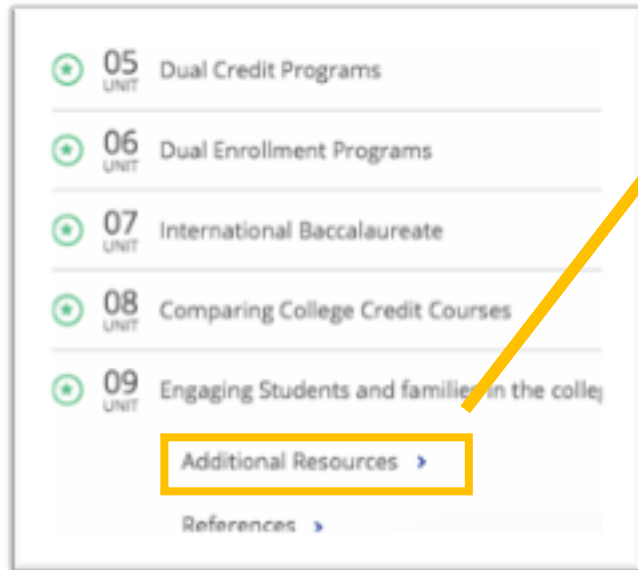 05 UNIT Dual Credit Programs
06 UNIT Dual Enrollment Programs
07 UNIT International Baccalaureate
08 UNIT Comparing College Credit Courses
09 UNIT Engaging Students and families in the colle
Additional Resources >
References >